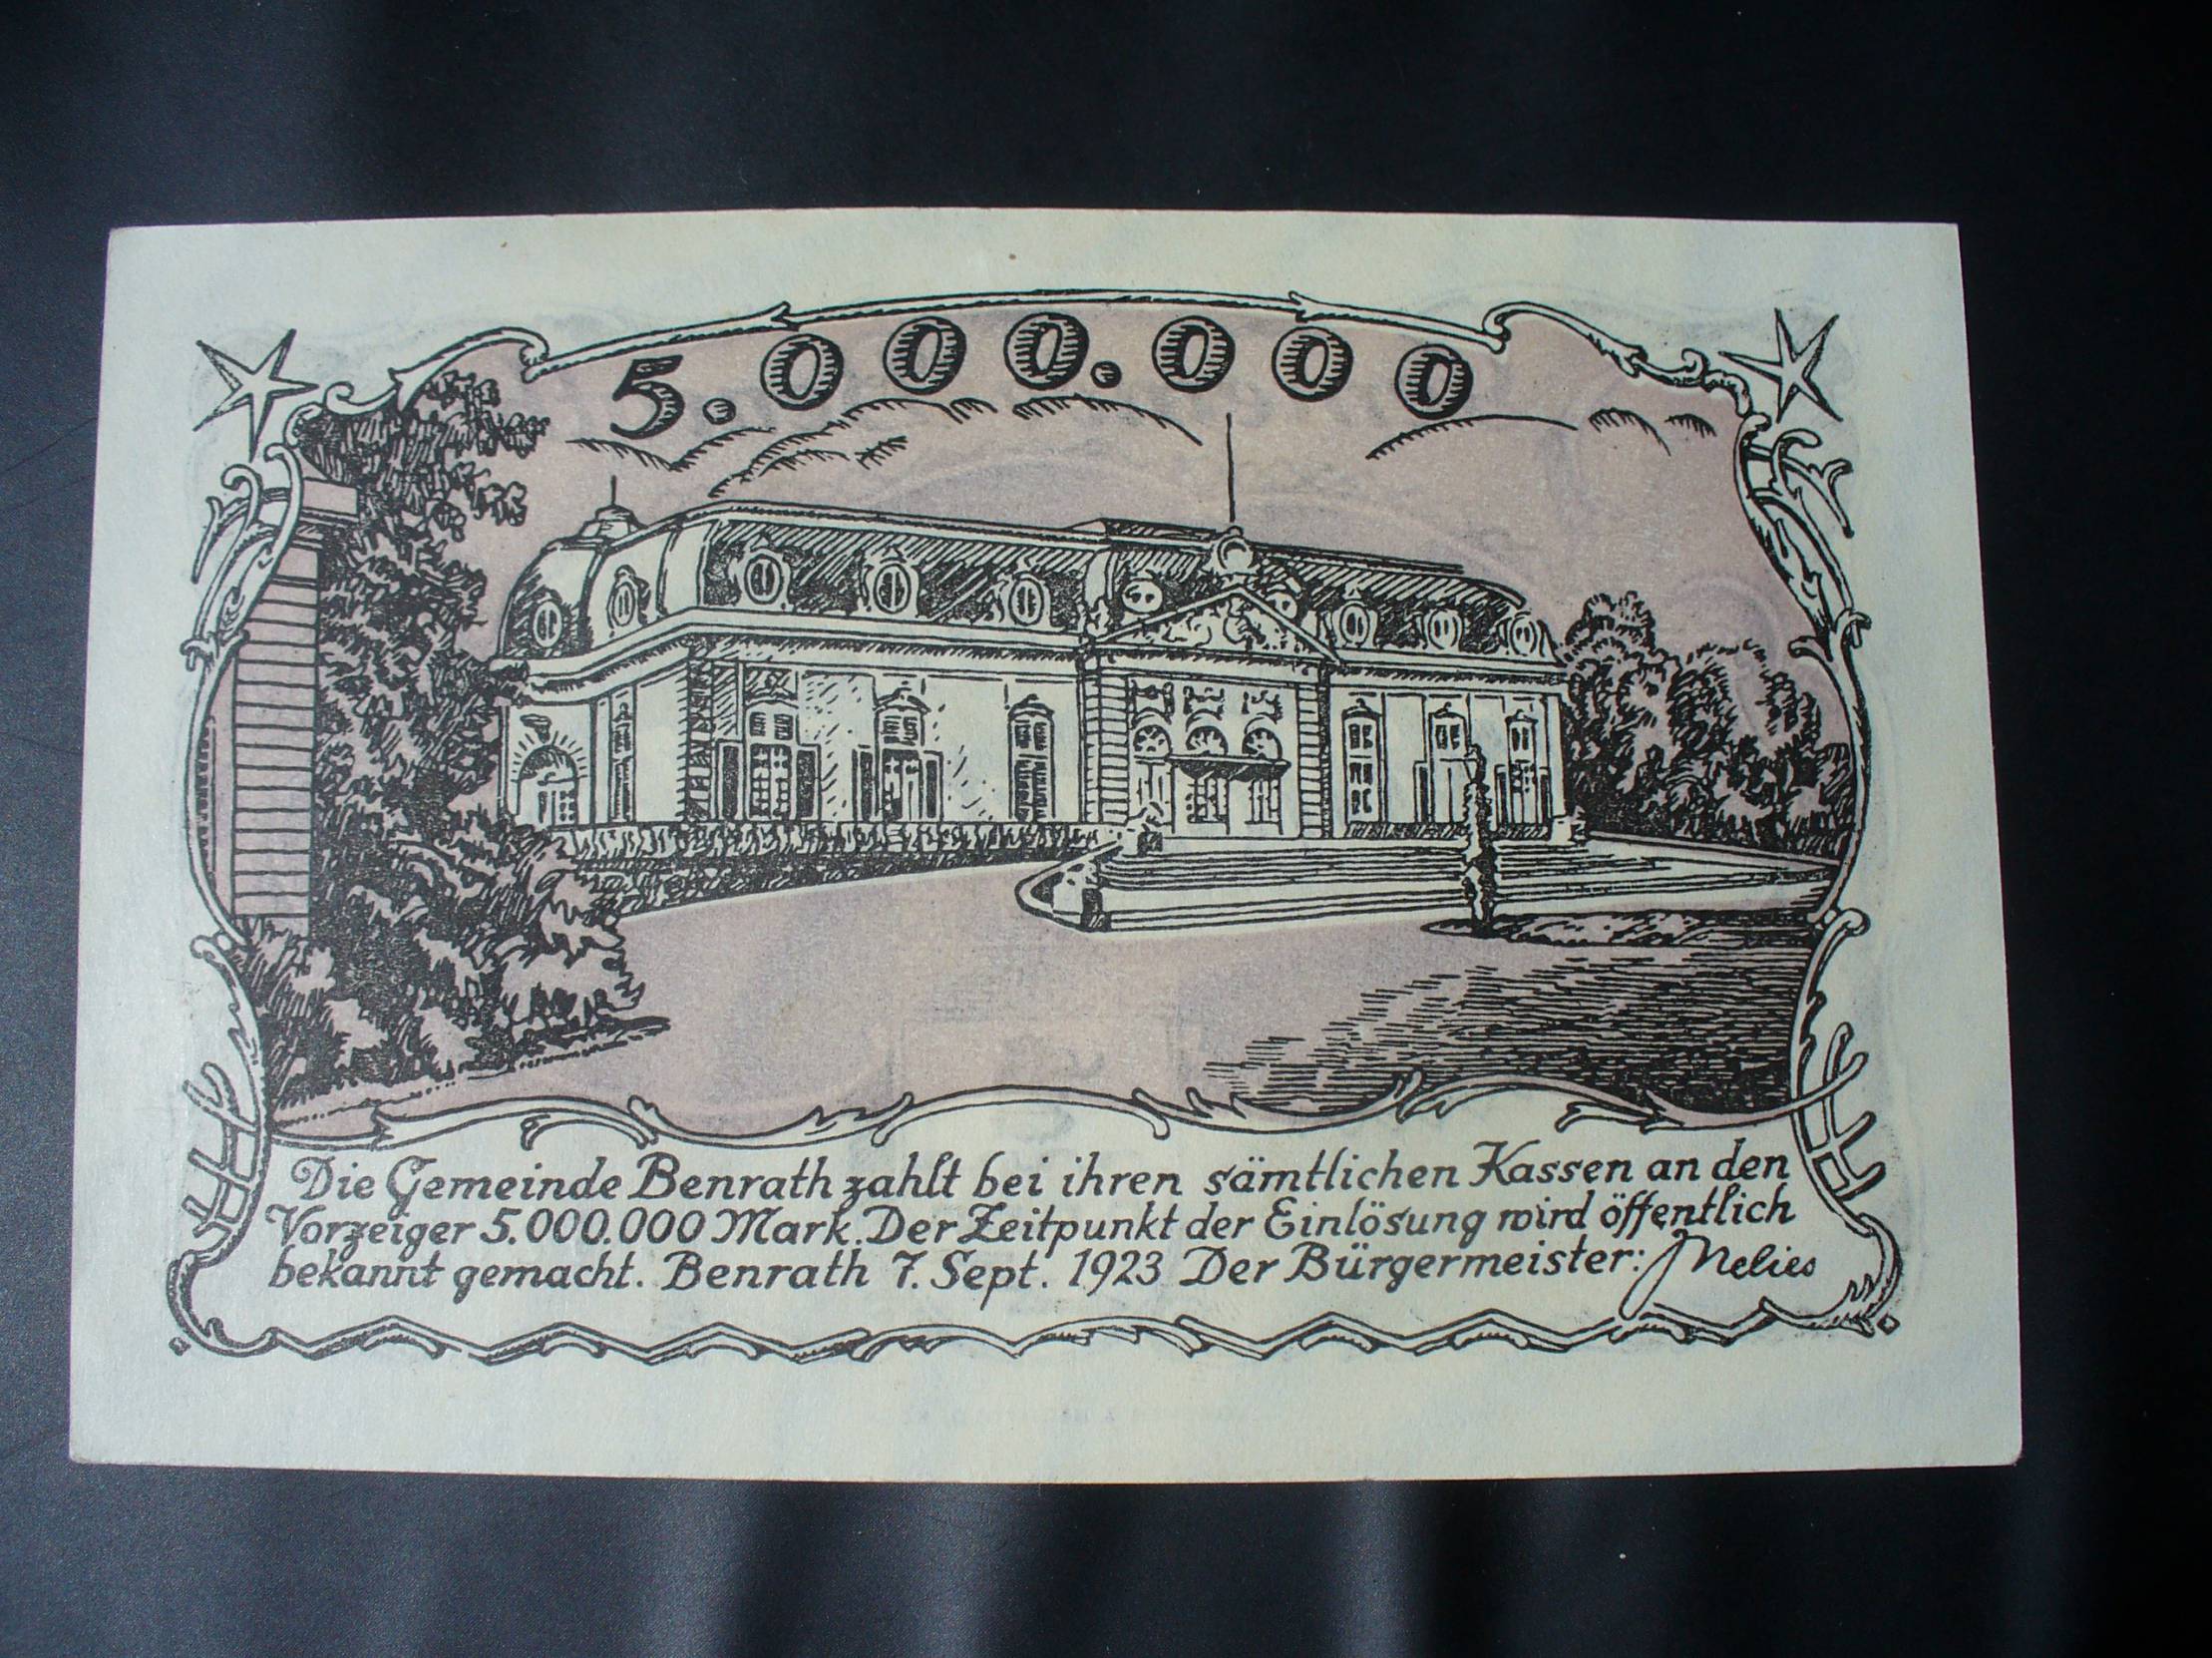 5.000.000
Die Gemeinde Benrath zahlt bei ihren sämtlichen Kassen an den
Vorzeiger 5.000.000 Mark. Der Zeitpunkt der Einlösung wird öffentlich
bekannt gemacht. Benrath 7. Sept. 1923 Der Bürgermeister: Melies